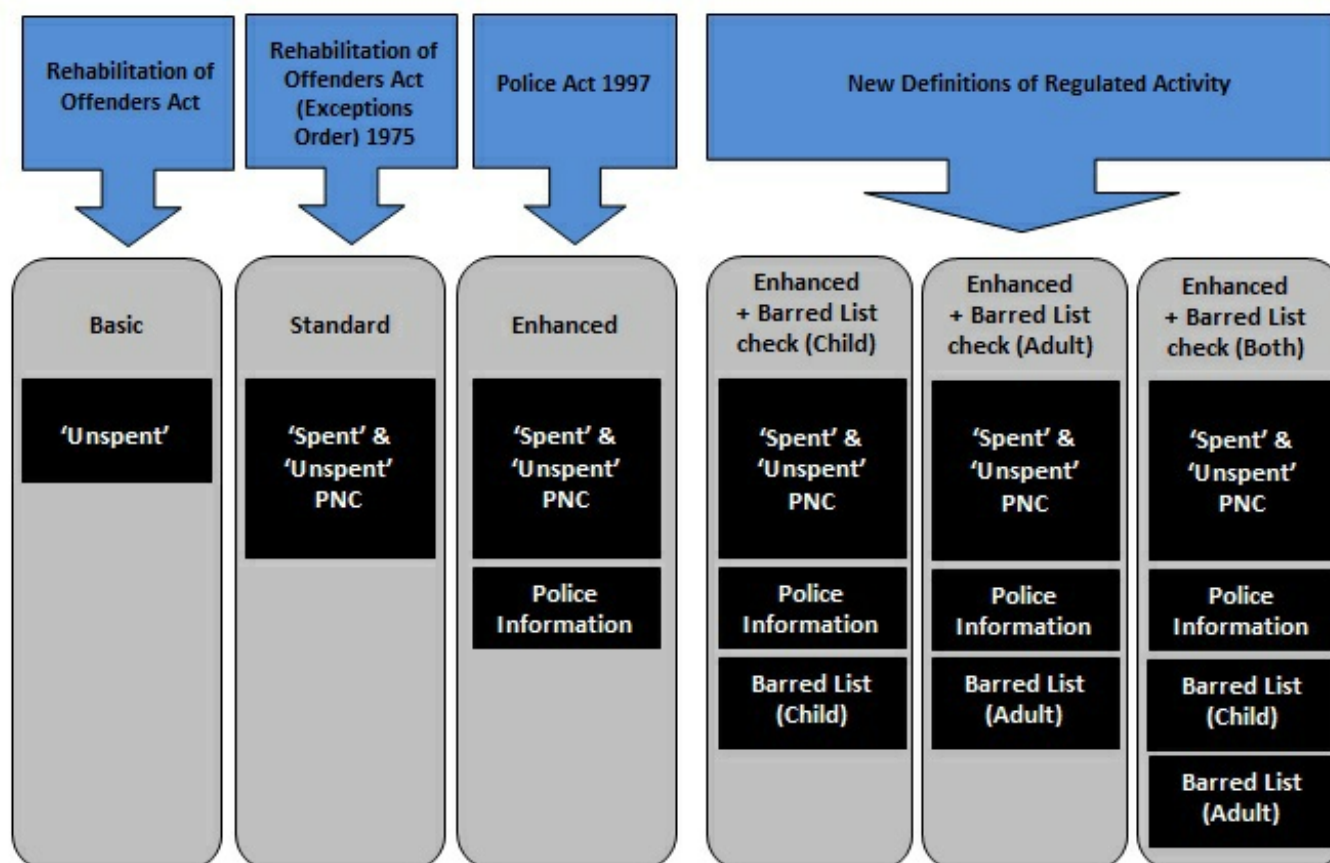 Rehabilitation of
Offenders Act
Rehabilitation of
Offenders Act
(Exceptions
Order) 1975
Police Act 1997
New Definitions of Regulated Activity
Basic
‘Unspent’
Standard
‘Spent’ &
‘Unspent’
PNC
Enhanced
‘Spent’ &
‘Unspent’
PNC
Police
Information
Enhanced
+ Barred List
check (Child)
‘Spent’ &
‘Unspent’
PNC
Police
Information
Barred List
(Child)
Enhanced
+ Barred List
check (Adult)
‘Spent’ &
‘Unspent’
PNC
Police
Information
Barred List
(Adult)
Enhanced
+ Barred List
check (Both)
‘Spent’ &
‘Unspent’
PNC
Police
Information
Barred List
(Child)
Barred List
(Adult)